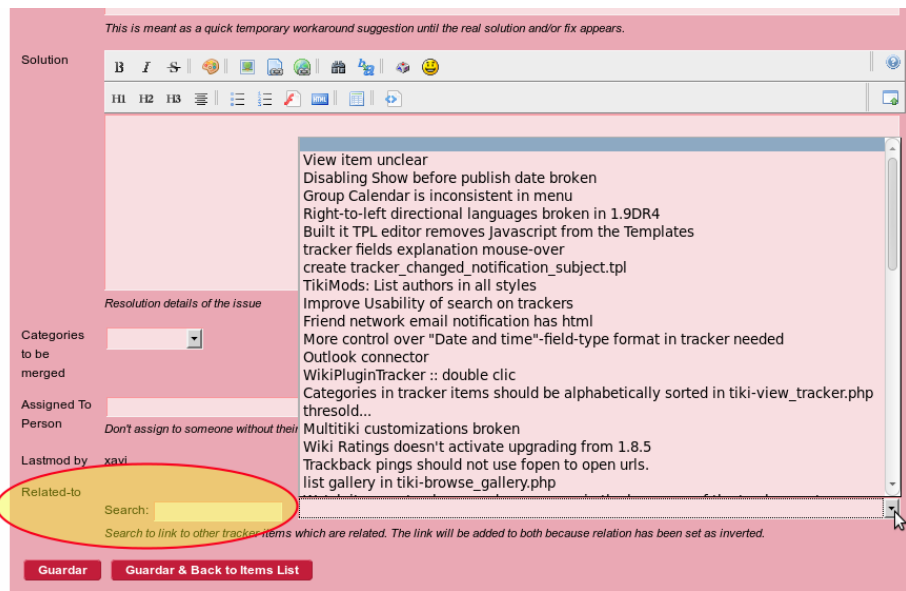 This is meant as a quick temporary workaround suggestion until the real solution and/or fix appears.
Solution
B I S
H1 H2 H3 HTML
View item unclear
Disabling Show before publish date broken
Group Calendar is inconsistent in menu
Right-to-left directional languages broken in 1.9DR4
Built it TPL editor removes Javascript from the Templates
tracker fields explanation mouse-over
create tracker_changed_notification_subject.tpl
TikiMods: List authors in all styles
Improve Usability of search on trackers
Friend network email notification has html
More control over "Date and time"-field-type format in tracker needed
Outlook connector
WikiPluginTracker :: double clic
Categories in tracker items should be alphabetically sorted in tiki-view_tracker.php
thresold...
Multitiki customizations broken
Wiki Ratings doesn't activate upgrading from 1.8.5
Trackback pings should not use fopen to open urls.
list gallery in tiki-browse_gallery.php
Resolution details of the issue
Categories
to be
merged
Assigned To
Person
Don't assign to someone without their
Lastmod by xavi
Related-to
Search:
Search to link to other tracker items which are related. The link will be added to both because relation has been set as inverted.
Guardar Guardar & Back to Items List